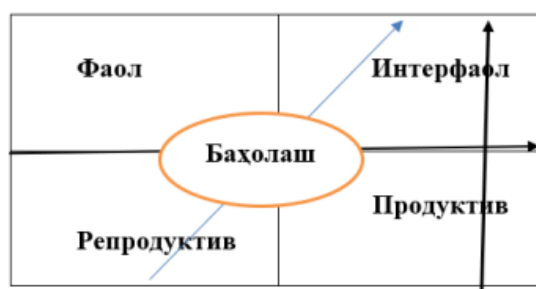 Фаол
Интерфаол
Баҳолаш
Репродуктив
Продуктив